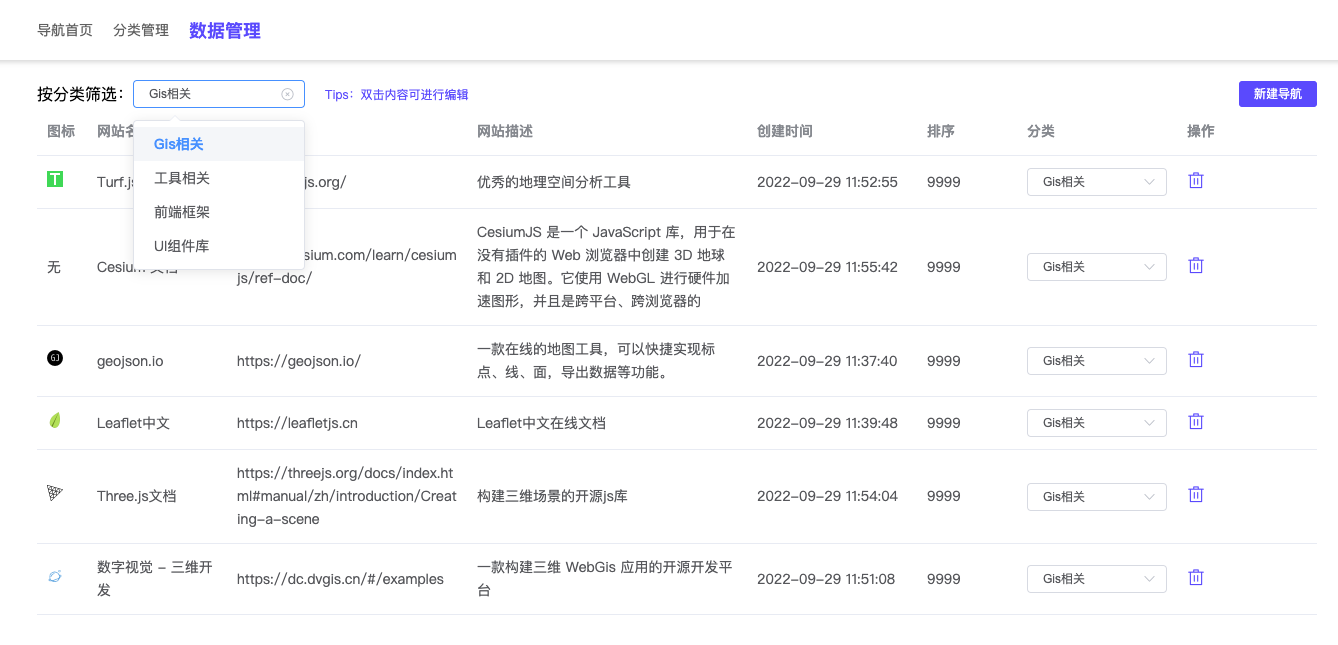 导航首页 分类管理 数据管理
按分类筛选： Gis相关 Tips：双击内容可进行编辑 新建导航
Gis相关
工具相关
前端框架
UI组件库
图标 网站名 网站描述 创建时间 排序 分类 操作
T Turf.js js.org/ 优秀的地理空间分析工具 2022-09-29 11:52:55 9999 Gis相关
无 Cesium 文档 sium.com/learn/cesium
js/ref-doc/
CesiumJS 是一个 JavaScript 库，用于在
没有插件的 Web 浏览器中创建 3D 地球
和 2D 地图。它使用 WebGL 进行硬件加
速图形，并且是跨平台、跨浏览器的
2022-09-29 11:55:42 9999 Gis相关
GJ geojson.io https://geojson.io/
一款在线的地图工具，可以快捷实现标
点、线、面，导出数据等功能。
2022-09-29 11:37:40 9999 Gis相关
Leaflet中文 https://leafletjs.cn Leaflet中文在线文档 2022-09-29 11:39:48 9999 Gis相关
Three.js文档
https://threejs.org/docs/index.ht
ml#manual/zh/introduction/Creat
ing-a-scene
构建三维场景的开源js库 2022-09-29 11:54:04 9999 Gis相关
数字视觉 - 三维开
发
https://dc.dvgis.cn/#/examples
一款构建三维 WebGis 应用的开源开发平
台
2022-09-29 11:51:08 9999 Gis相关